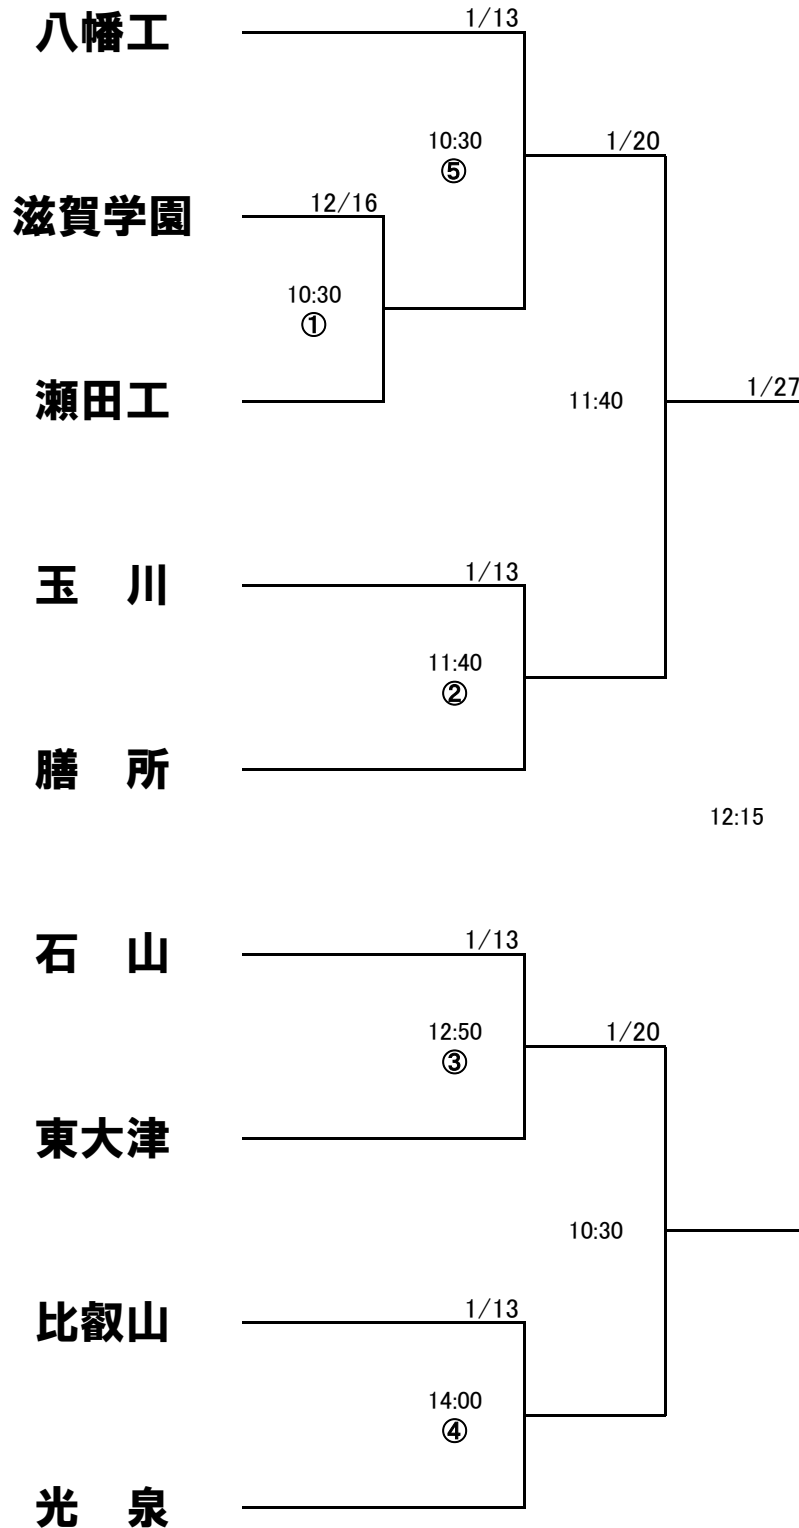 八幡工
1/13
10:30
⑤
1/20
滋賀学園
12/16
10:30
①
瀬田工
11:40
1/27
玉　川
1/13
11:40
②
膳　所
12:15
石　山
1/13
12:50
③
1/20
東大津
10:30
比叡山
1/13
14:00
④
光　泉